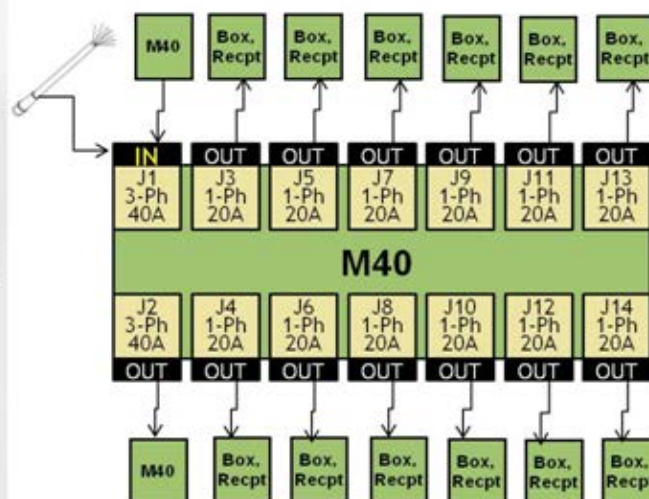 M40
Box,
Recpt
Box,
Recpt
Box,
Recpt
Box,
Recpt
Box,
Recpt
Box,
Recpt
IN OUT OUT OUT OUT OUT OUT
J1 J3 J5 J7 J9 J11 J13
3-Ph 1-Ph 1-Ph 1-Ph 1-Ph 1-Ph 1-Ph
40A 20A 20A 20A 20A 20A 20A
M40
J2 J4 J6 J8 J10 J12 J14
3-Ph 1-Ph 1-Ph 1-Ph 1-Ph 1-Ph 1-Ph
40A 20A 20A 20A 20A 20A 20A
OUT OUT OUT OUT OUT OUT OUT
M40
Box,
Recpt
Box,
Recpt
Box,
Recpt
Box,
Recpt
Box,
Recpt
Box,
Recpt